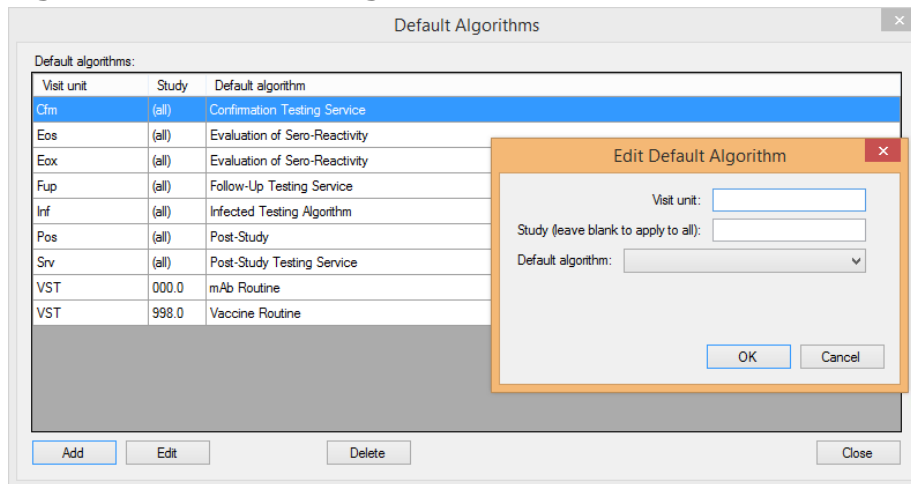 Default Algorithms
Default algorithms:
Visit unit Study Default algorithm
Cfm (all) Confirmation Testing Service
Eos (all) Evaluation of Sero-Reactivity
Eox (all) Evaluation of Sero-Reactivity
Fup (all) Follow-Up Testing Service
Inf (all) Infected Testing Algorithm
Pos (all) Post-Study
Srv (all) Post-Study Testing Service
VST 000.0 mAb Routine
VST 998.0 Vaccine Routine
Edit Default Algorithm
Visit unit:
Study (leave blank to apply to all):
Default algorithm:
OK Cancel
Add Edit Delete Close